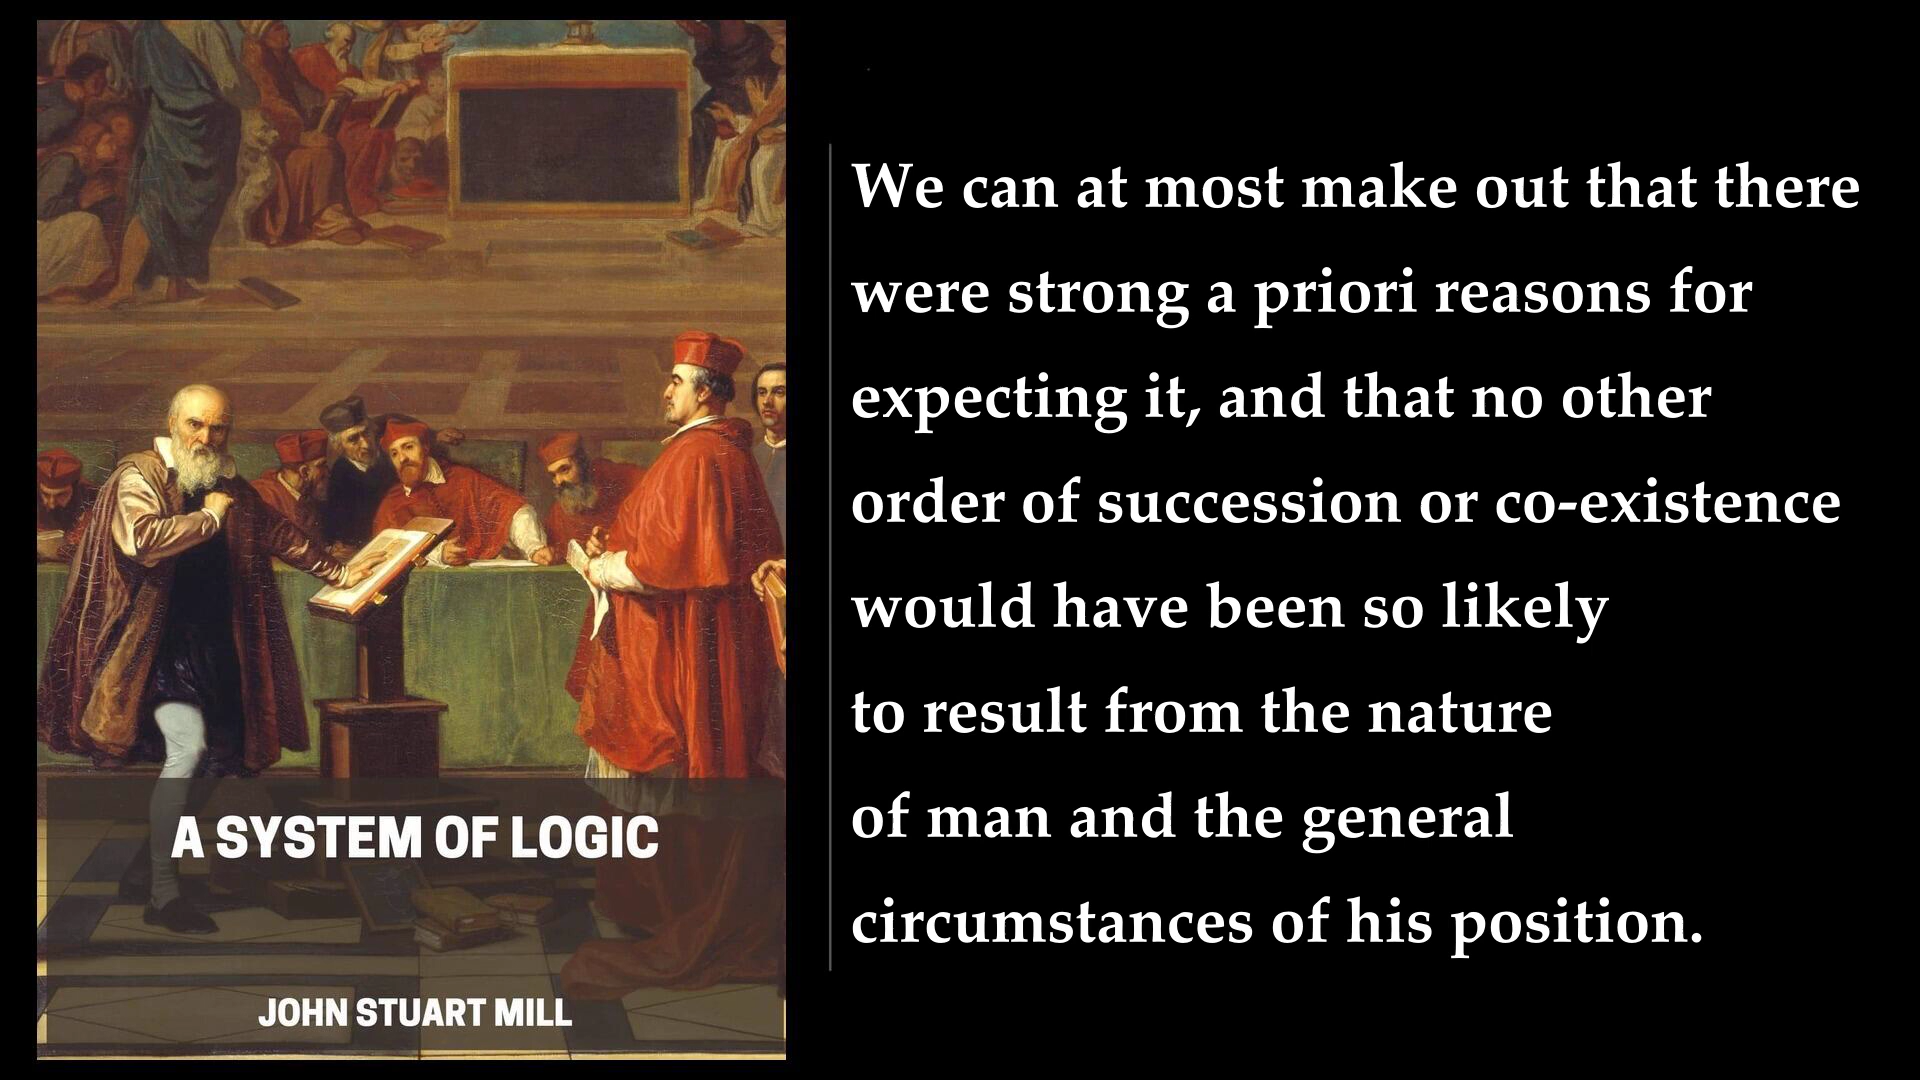 A SYSTEM OF LOGIC
JOHN STUART MILL
We can at most make out that there
were strong a priori reasons for
expecting it, and that no other
order of succession or co-existence
would have been so likely
to result from the nature
of man and the general
circumstances of his position.